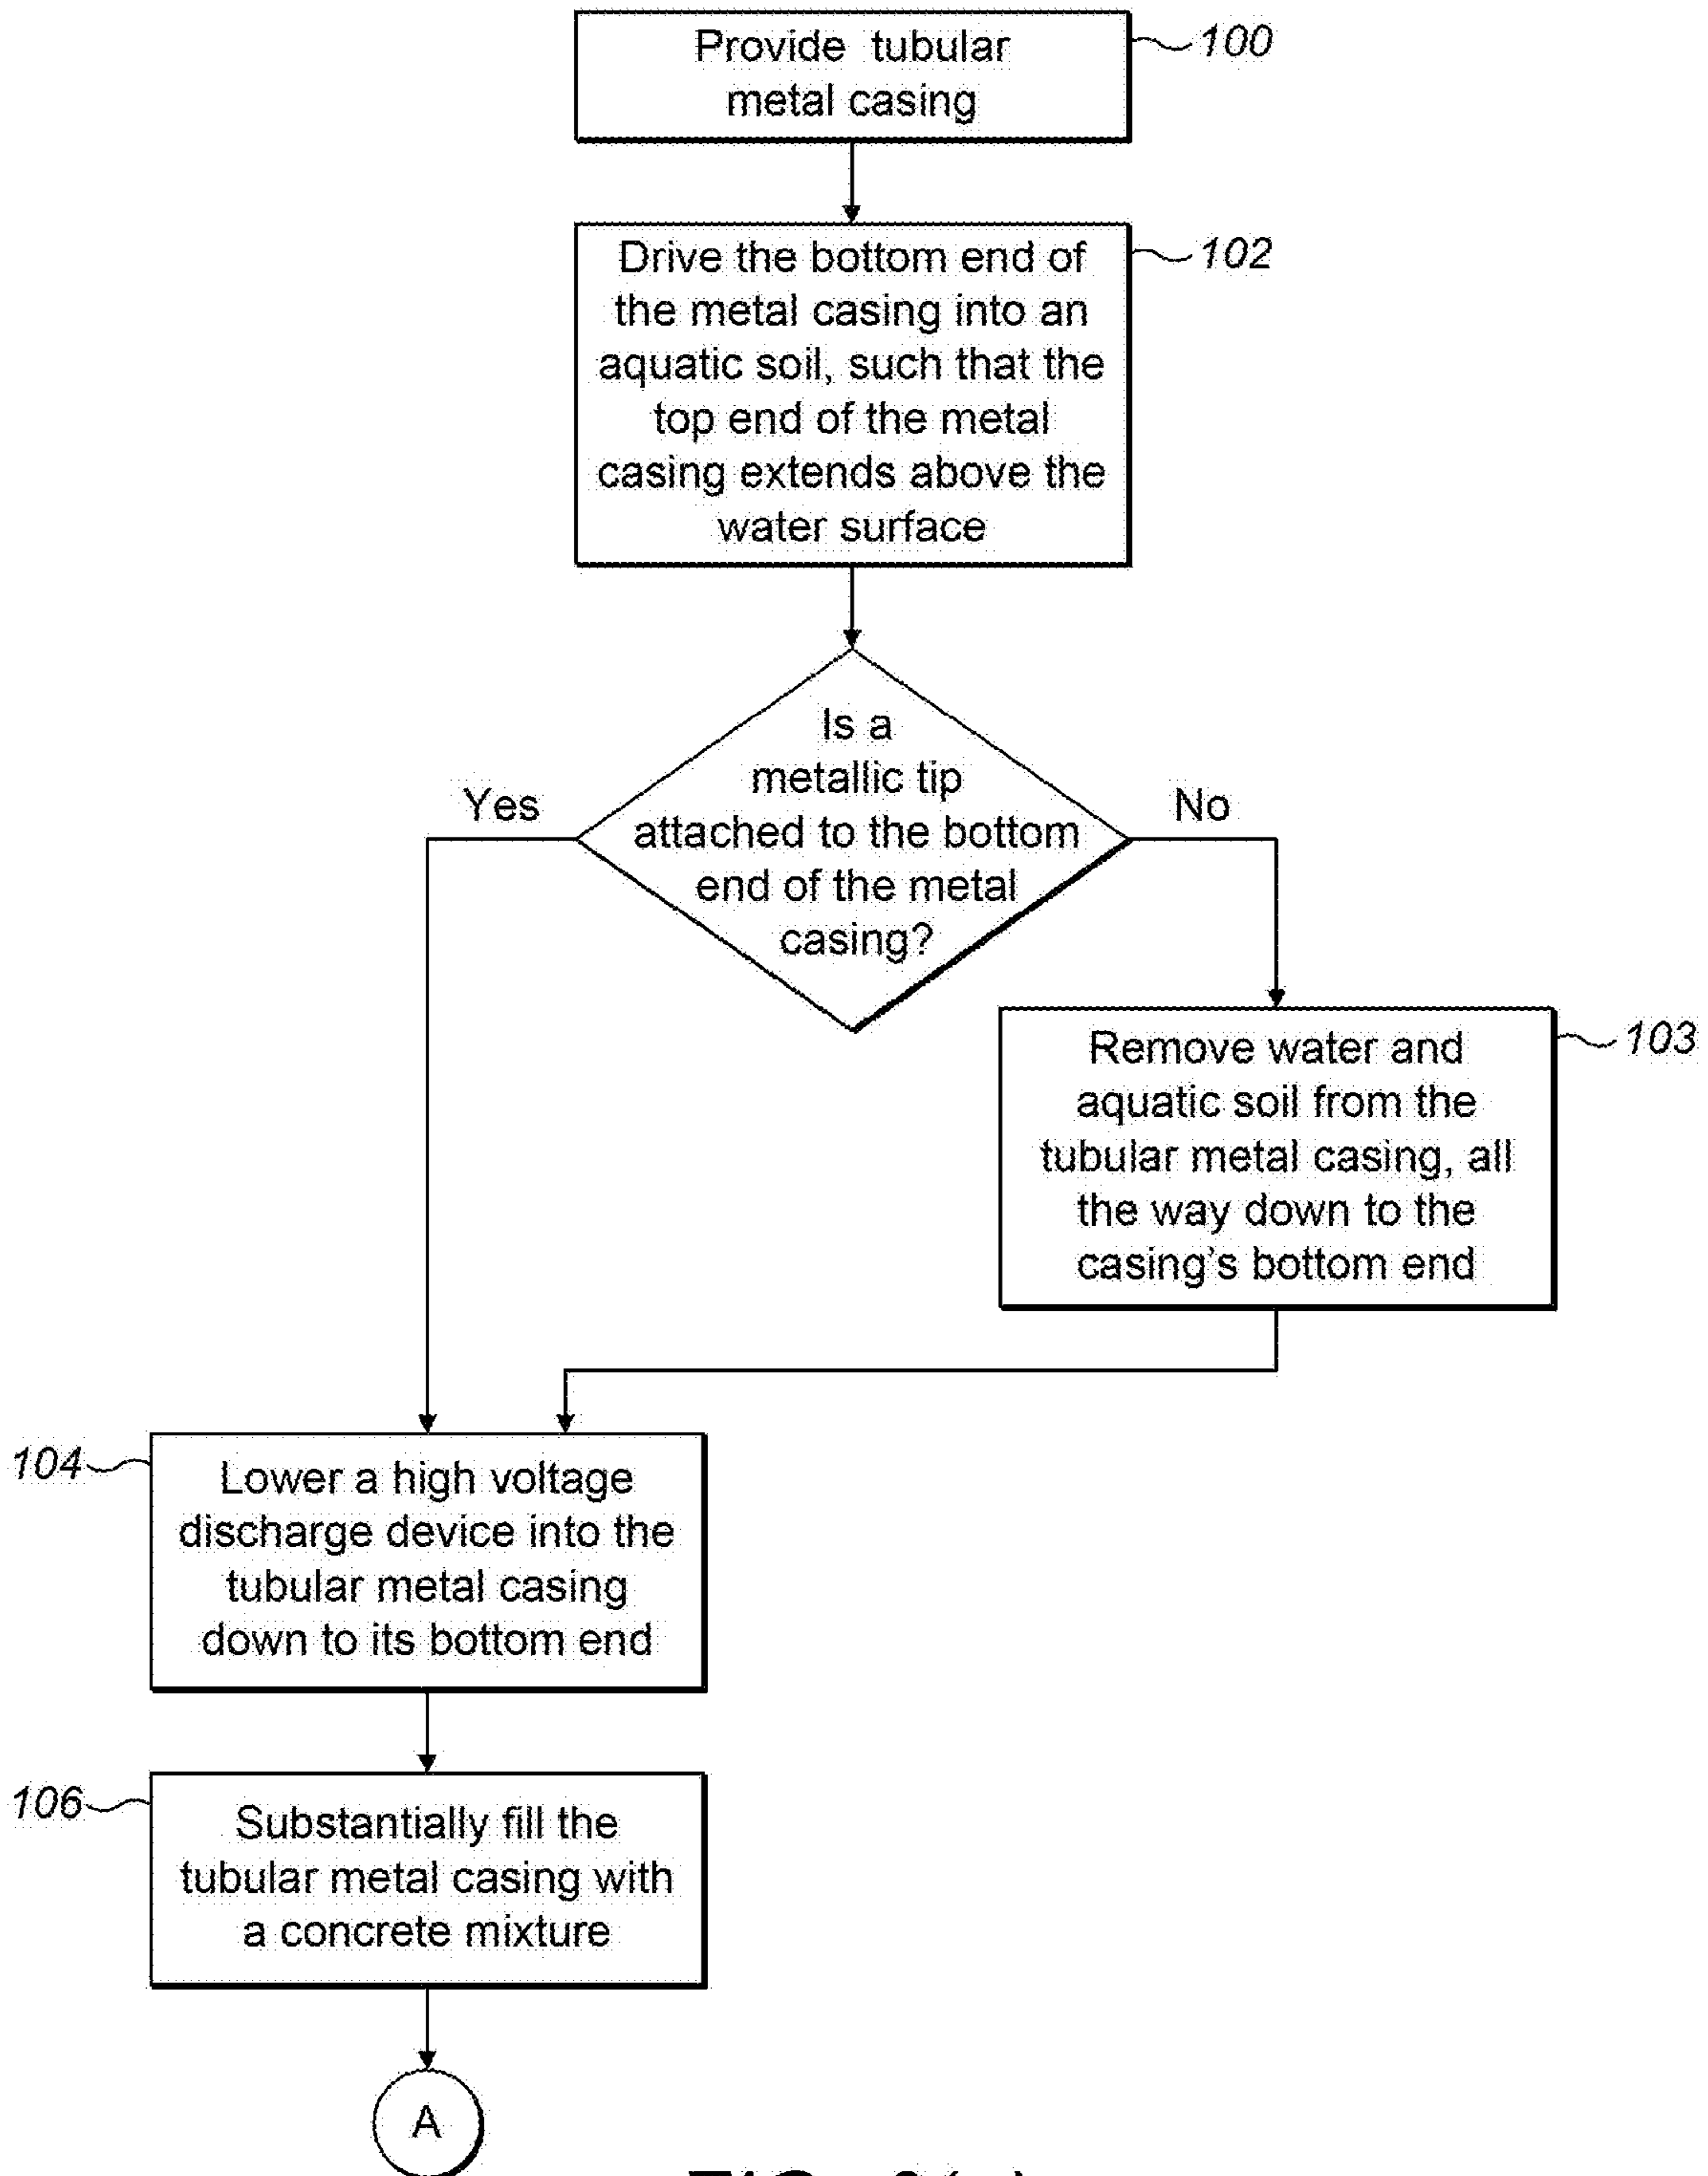 Provide tubular
metal casing
100
Drive the bottom end of
the metal casing into an
aquatic soil, such that the
top end of the metal
casing extends above the
water surface
102
Is a
metallic tip
attached to the bottom
end of the metal
casing?
Yes
No
Remove water and
aquatic soil from the
tubular metal casing, all
the way down to the
casing's bottom end
103
104
Lower a high voltage
discharge device into the
tubular metal casing
down to its bottom end
106
Substantially fill the
tubular metal casing with
a concrete mixture
A